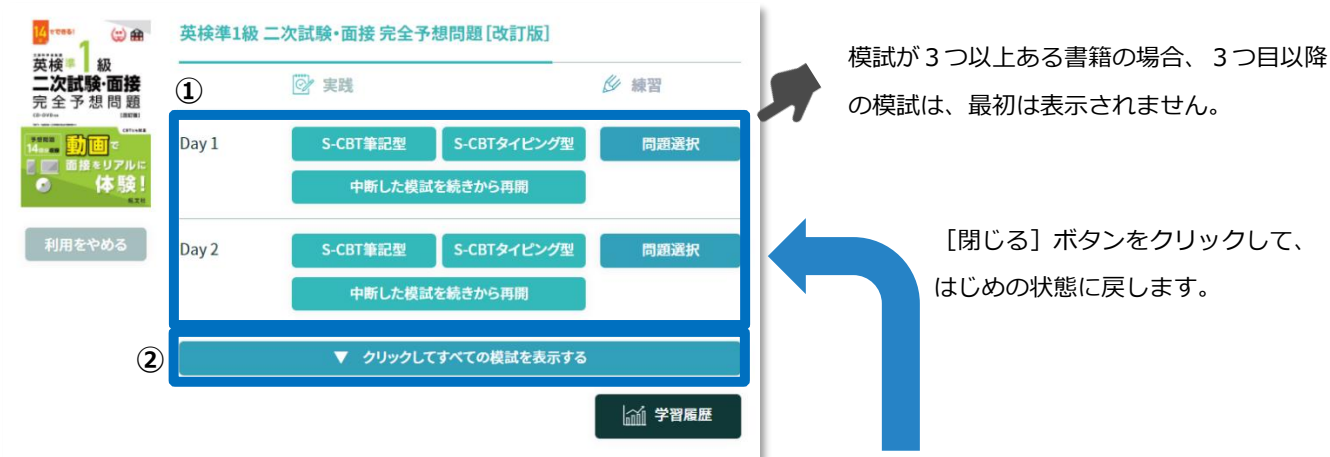 14日でできる!
英検準1級
二次試験・面接
完全予想問題
[改訂版]
動画で
面接をリアルに
体験!
旺文社
利用をやめる
英検準1級 二次試験・面接 完全予想問題[改訂版]
①
実践
練習
Day 1
S-CBT筆記型
S-CBTタイピング型
問題選択
中断した模試を続きから再開
Day 2
S-CBT筆記型
S-CBTタイピング型
問題選択
中断した模試を続きから再開
②
▼ クリックしてすべての模試を表示する
学習履歴
模試が3つ以上ある書籍の場合、3つ目以降
の模試は、最初は表示されません。
[閉じる]ボタンをクリックして、
はじめの状態に戻します。